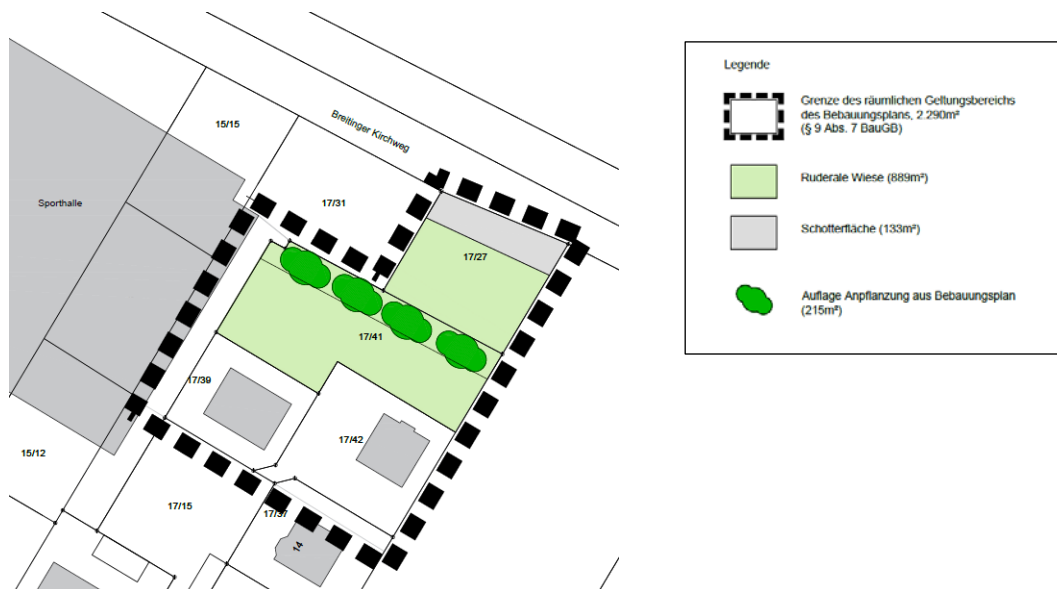 15/15
Breitinger Kirchweg
Sporthalle
17/31
17/27
17/41
17/39
17/42
15/12
17/15
17/37
14
Legende
Grenze des räumlichen Geltungsbereichs
des Bebauungsplans, 2.290m²
(§ 9 Abs. 7 BauGB)
Ruderale Wiese (889m²)
Schotterfläche (133m²)
Auflage Anpflanzung aus Bebauungsplan
(215m²)